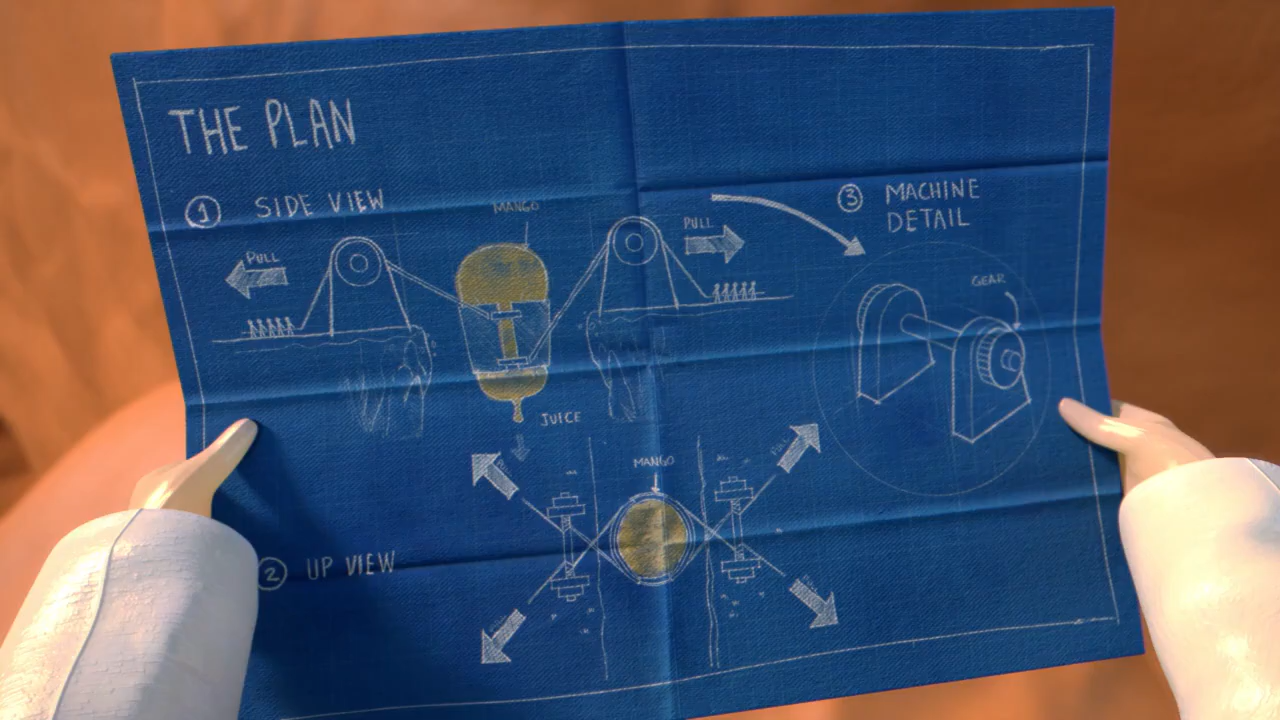 THE PLAN
1 SIDE VIEW
MANGO
PULL
PULL
JUICE
3 MACHINE
DETAIL
GEAR
MANGO
2 UP VIEW